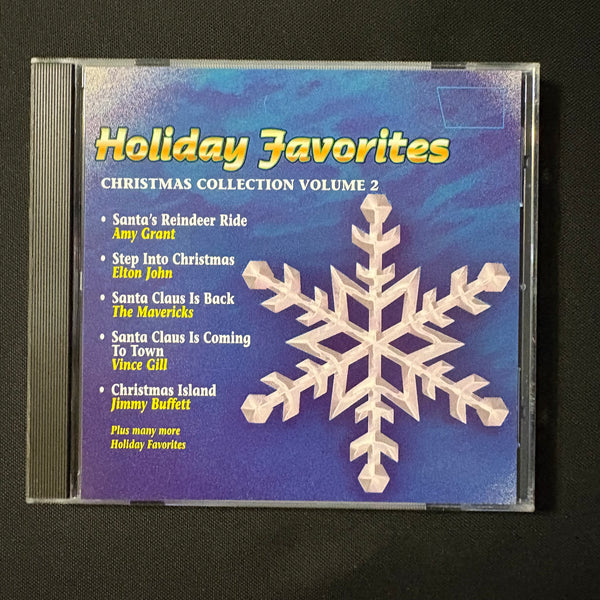 Holiday Favorites
CHRISTMAS COLLECTION VOLUME 2
• Santa's Reindeer Ride
Amy Grant
• Step Into Christmas
Elton John
• Santa Claus Is Back
The Mavericks
• Santa Claus Is Coming
To Town
Vince Gill
• Christmas Island
Jimmy Buffett
Plus many more
Holiday Favorites